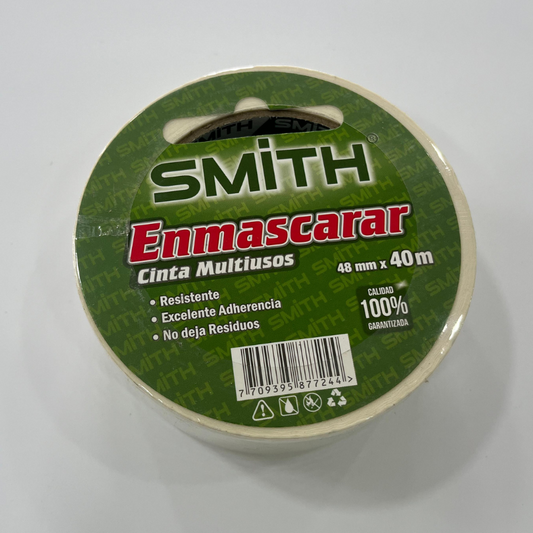 SMiTH®
Enmascarar
Cinta Multiusos
48 mm x 40 m
• Resistente
• Excelente Adherencia
• No deja Residuos
CALIDAD
100%
GARANTIZADA
7 709395 877244 >